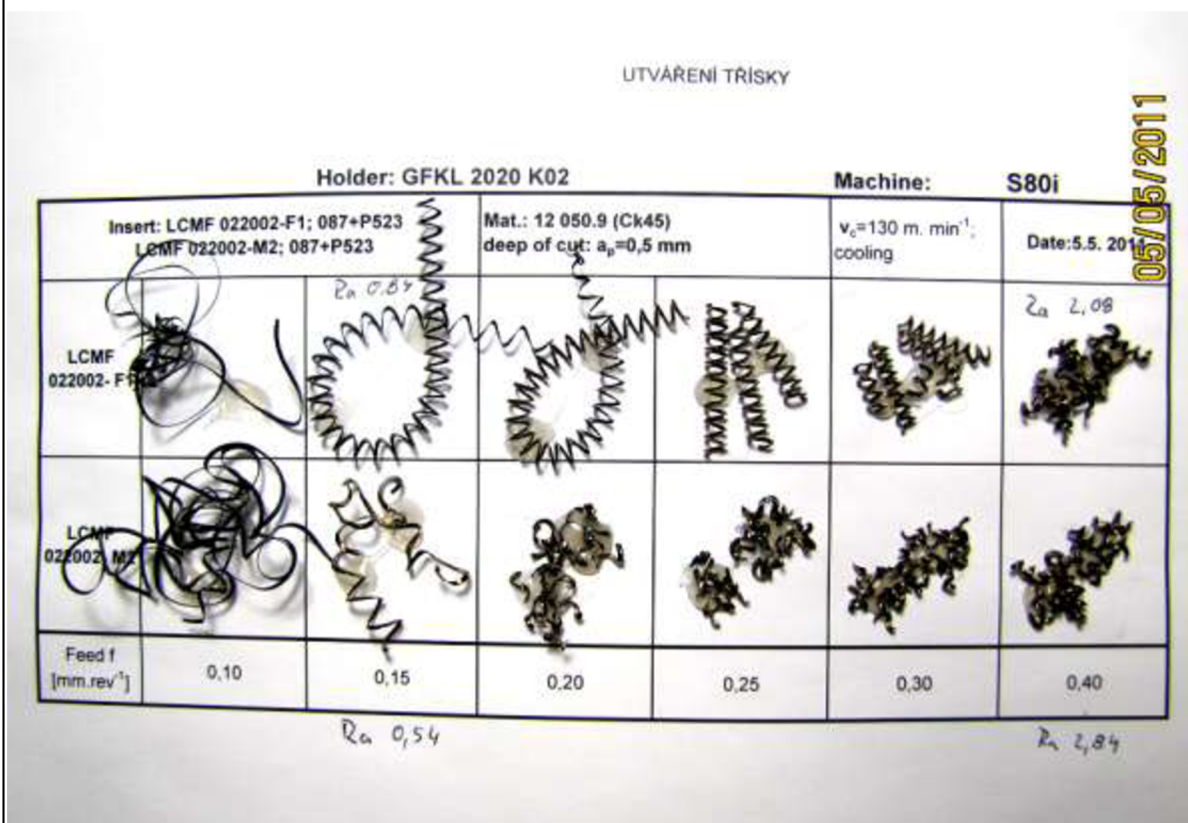 UTVÁŘENÍ TŘÍSKY
05/05/2011
Holder: GFKL 2020 K02 Machine: S80i
Insert: LCMF 022002-F1; 087+P523
LCMF 022002-M2; 087+P523
Mat.: 12 050.9 (Ck45)
deep of cut: ap=0,5 mm
vc=130 m. min-1;
cooling
Date:5.5. 2011
Ra 0.64
Ra 2,08
LCMF
022002- F1
LCMF
022002- M2
Feed f
[mm.rev-1]
0,10 0,15 0,20 0,25 0,30 0,40
Ra 0,54 Ra 2,84